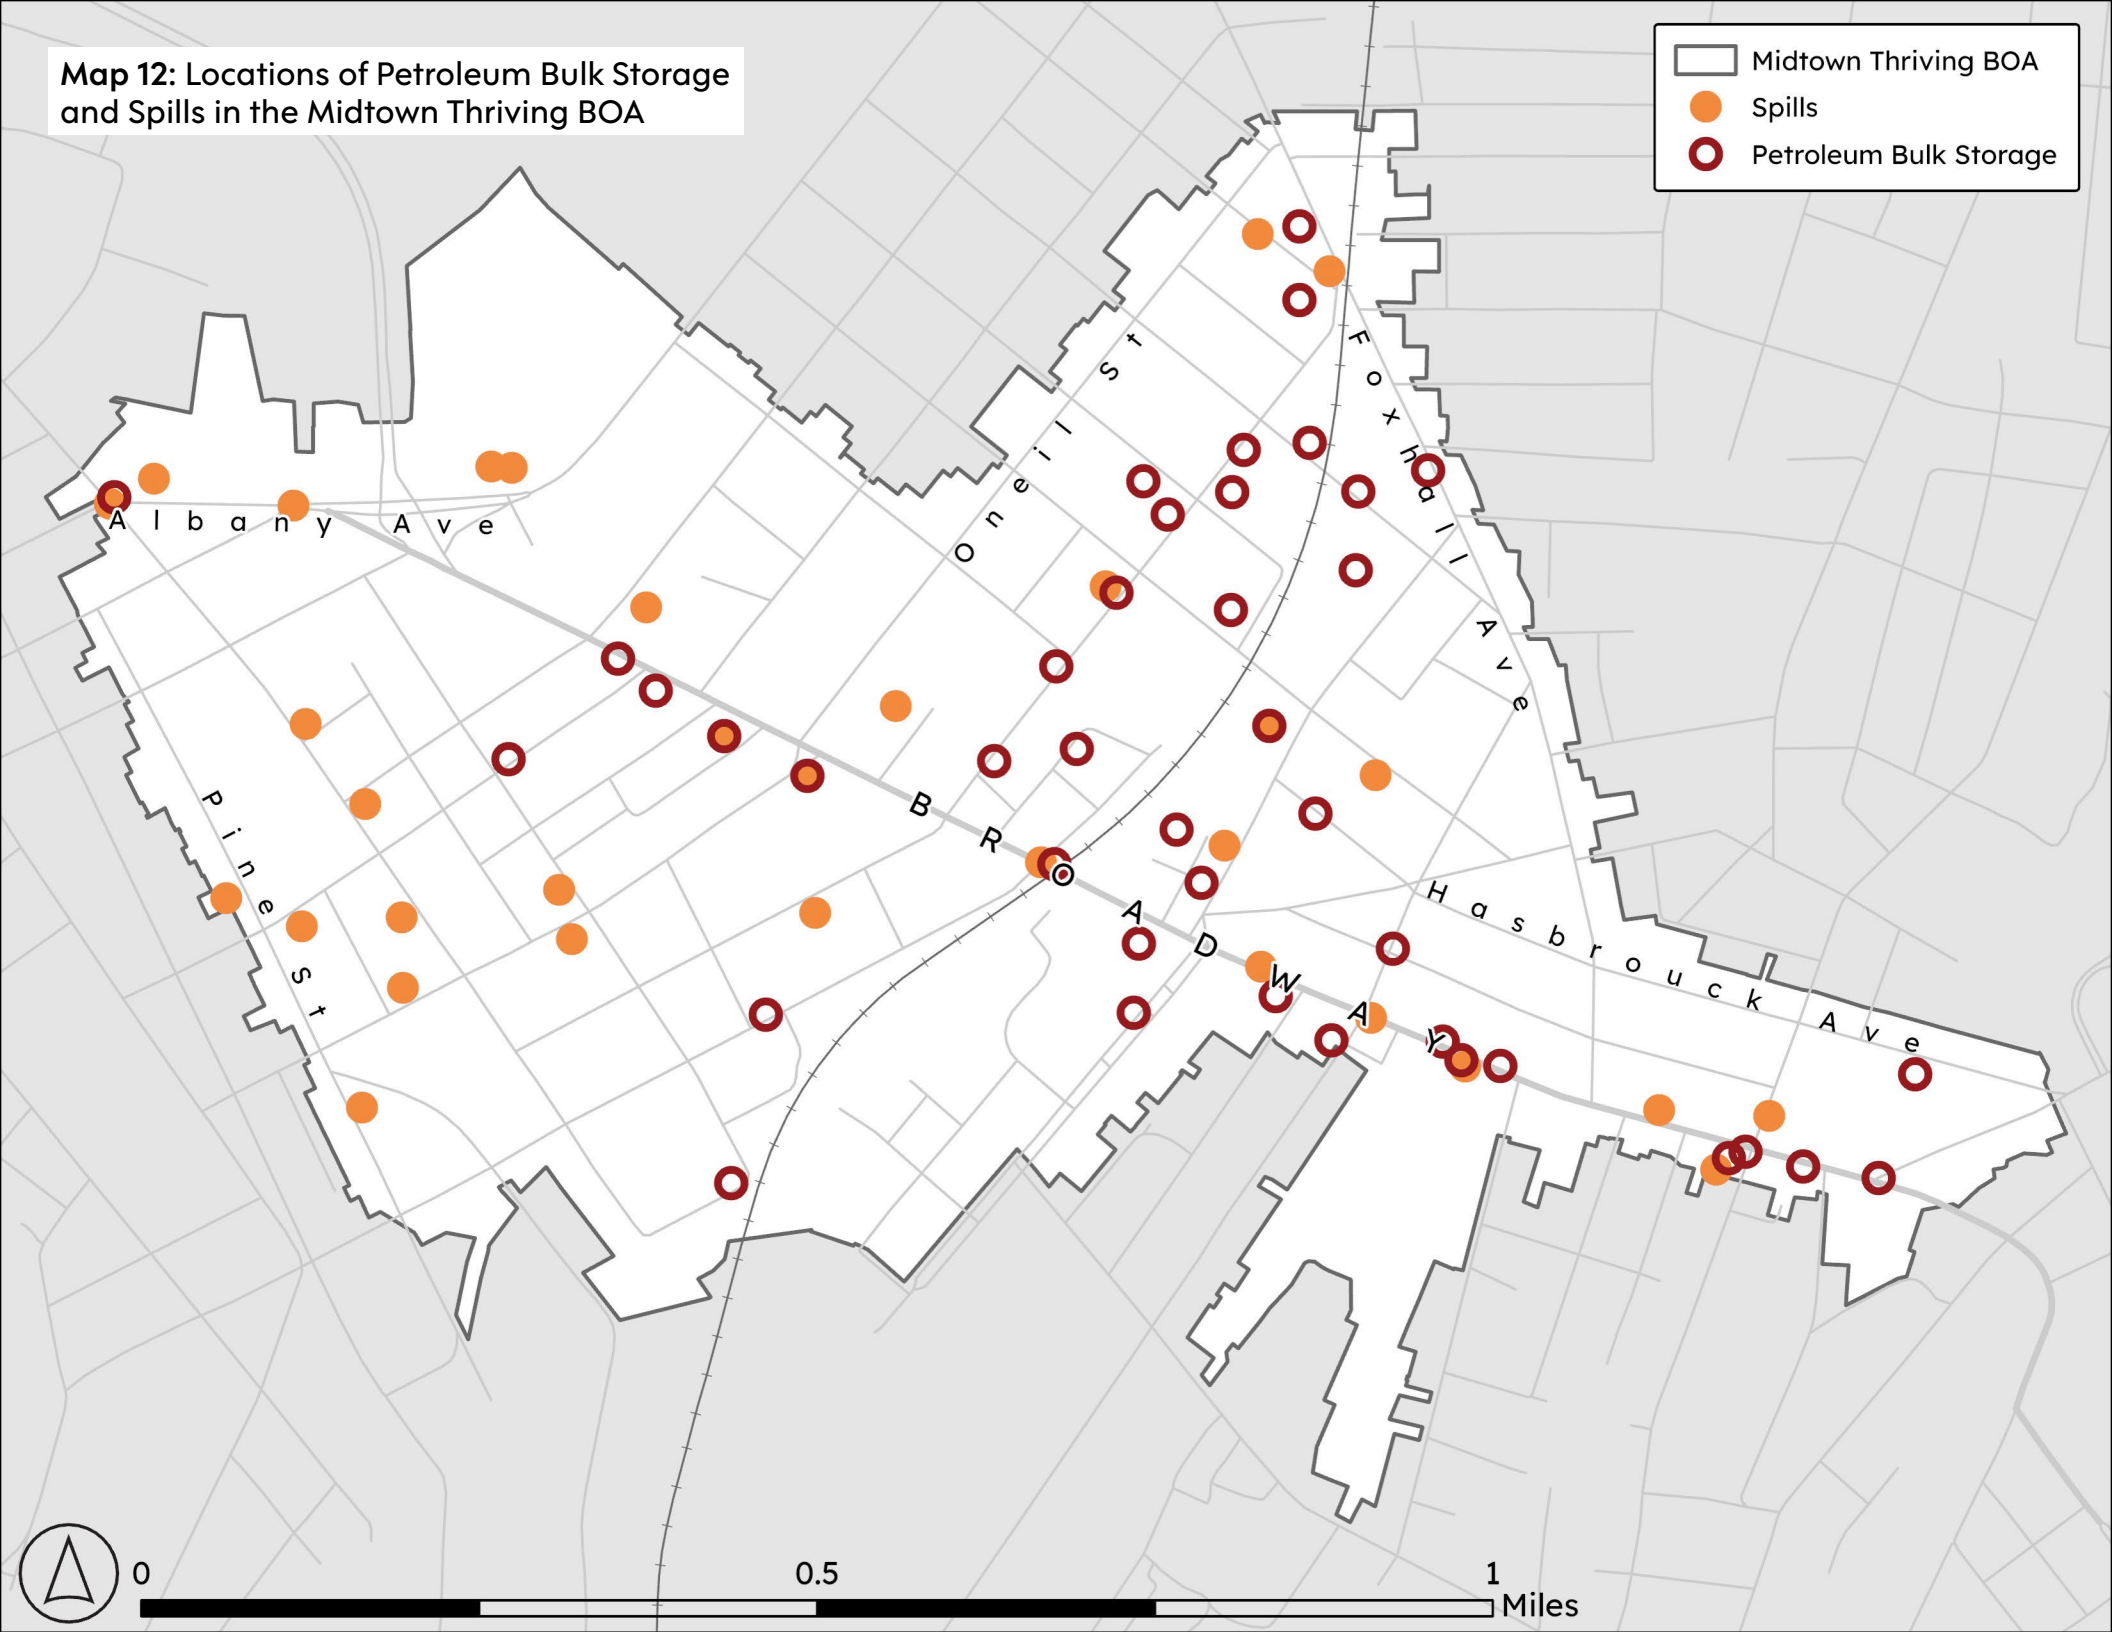 Map 12: Locations of Petroleum Bulk Storage
and Spills in the Midtown Thriving BOA
Midtown Thriving BOA
Spills
Petroleum Bulk Storage
Albany Ave
Oneil St
Foxhall Ave
Pine St
BROADWAY
Hasbrouck Ave
0 0.5 1
Miles